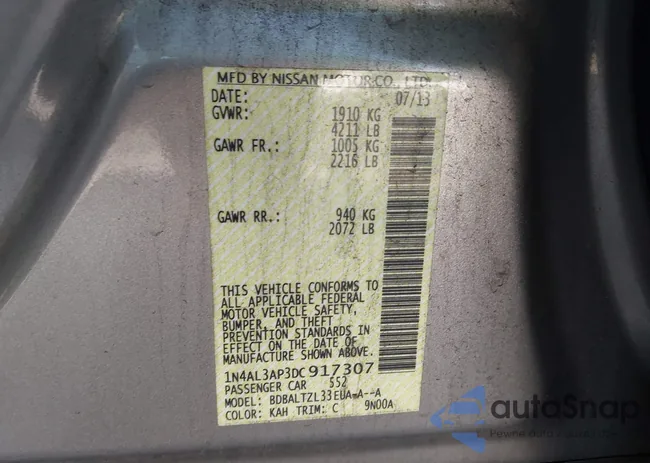 MFD BY NISSAN MOTOR CO., LTD.
DATE: 07/13
GVWR: 1910 KG
4211 LB
GAWR FR.: 1005 KG
2216 LB
GAWR RR.: 940 KG
2072 LB
THIS VEHICLE CONFORMS TO
ALL APPLICABLE FEDERAL
MOTOR VEHICLE SAFETY,
BUMPER, AND THEFT
PREVENTION STANDARDS IN
EFFECT ON THE DATE OF
MANUFACTURE SHOWN ABOVE.
1N4AL3AP3DC917307
PASSENGER CAR 552
MODEL: BDBALTZL33EUA-A--A
COLOR: KAH TRIM: C 9N00A
autoSnap
Pewne auto z USA